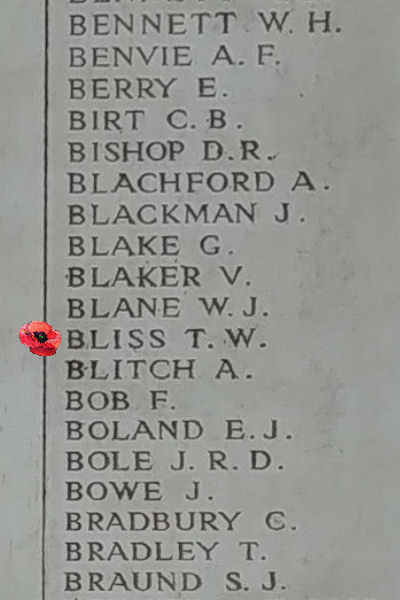 BENNETT W. H.
BENVIE A. F.
BERRY E.
BIRT C. B.
BISHOP D. R.
BLACHFORD A.
BLACKMAN J.
BLAKE G.
BLAKER V.
BLANE W. J.
BLISS T. W.
BLITCH A.
BOB F.
BOLAND E. J.
BOLE J. R. D.
BOWE J.
BRADBURY C.
BRADLEY T.
BRAUND S. J.